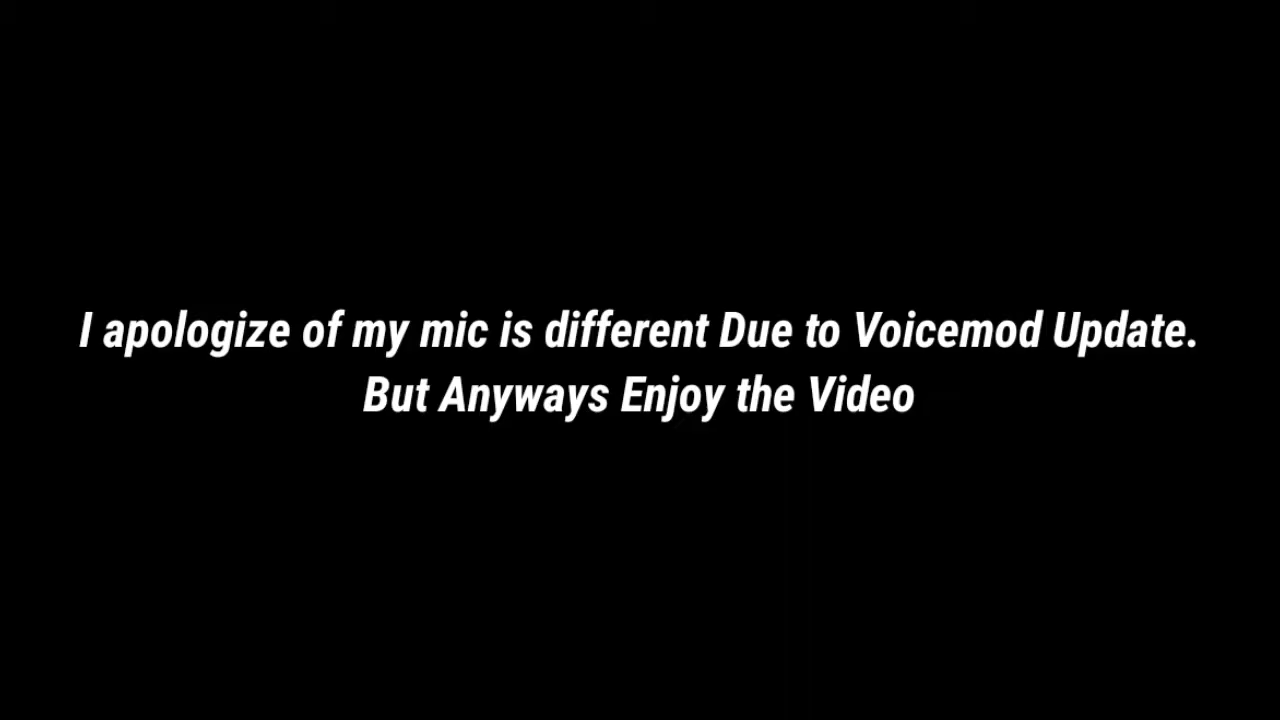 I apologize of my mic is different Due to Voicemod Update.
But Anyways Enjoy the Video